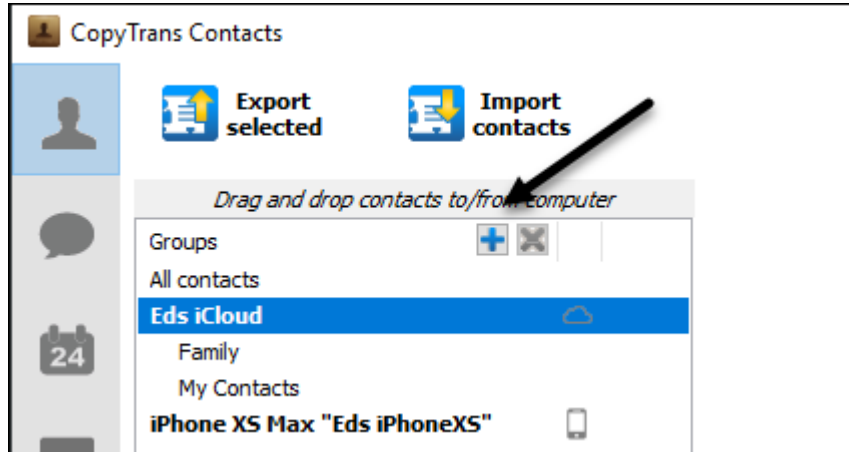 CopyTrans Contacts
Export
selected
Import
contacts
Drag and drop contacts to/from computer
Groups
All contacts
Eds iCloud
24
Family
My Contacts
iPhone XS Max "Eds iPhoneXS"